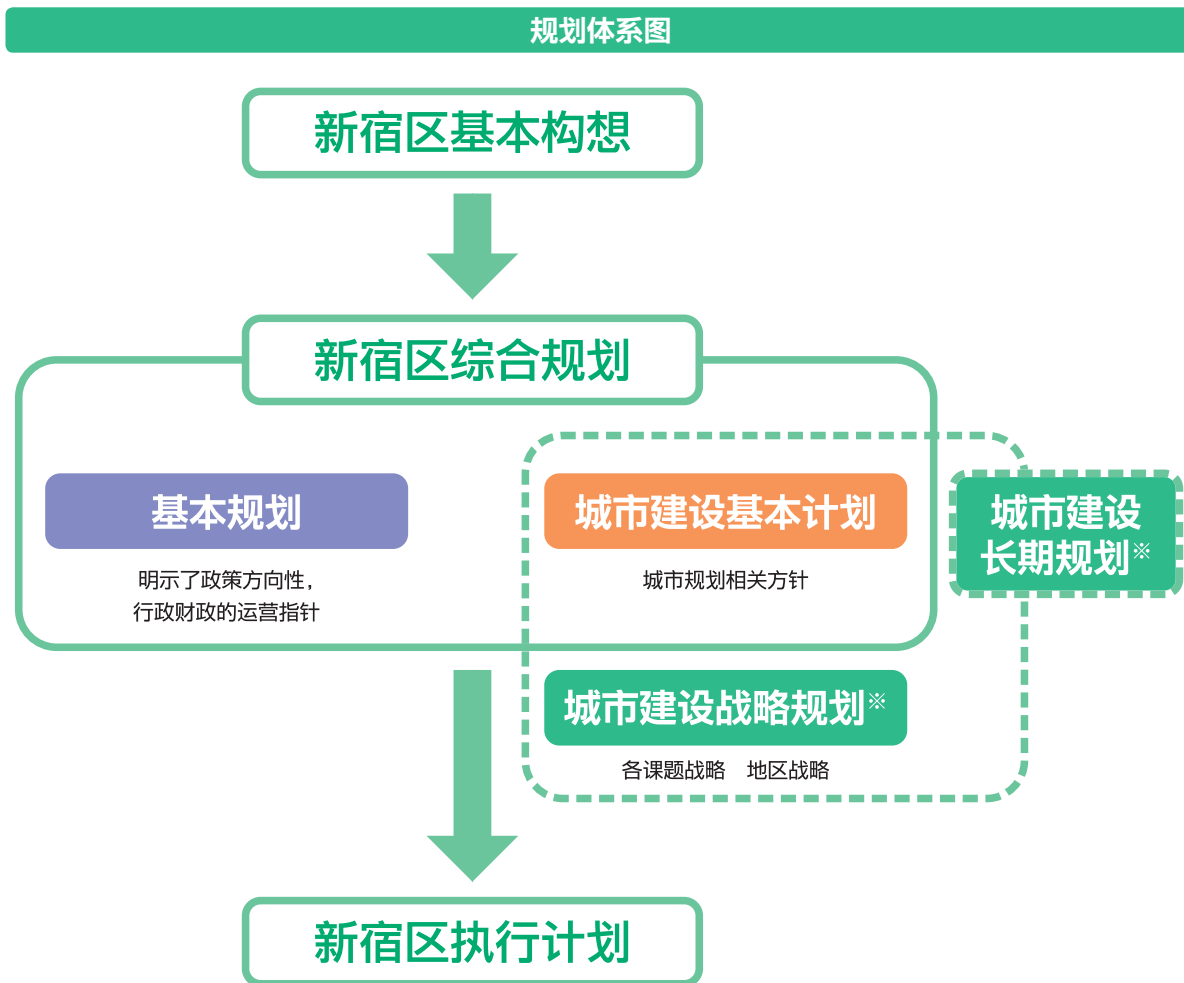 规划体系图
新宿区基本构想
新宿区综合规划
基本规划
明示了政策方向性，
行政财政的运营指针
城市建设基本计划
城市规划相关方针
城市建设
长期规划※
城市建设战略规划※
各课题战略　地区战略
新宿区执行计划